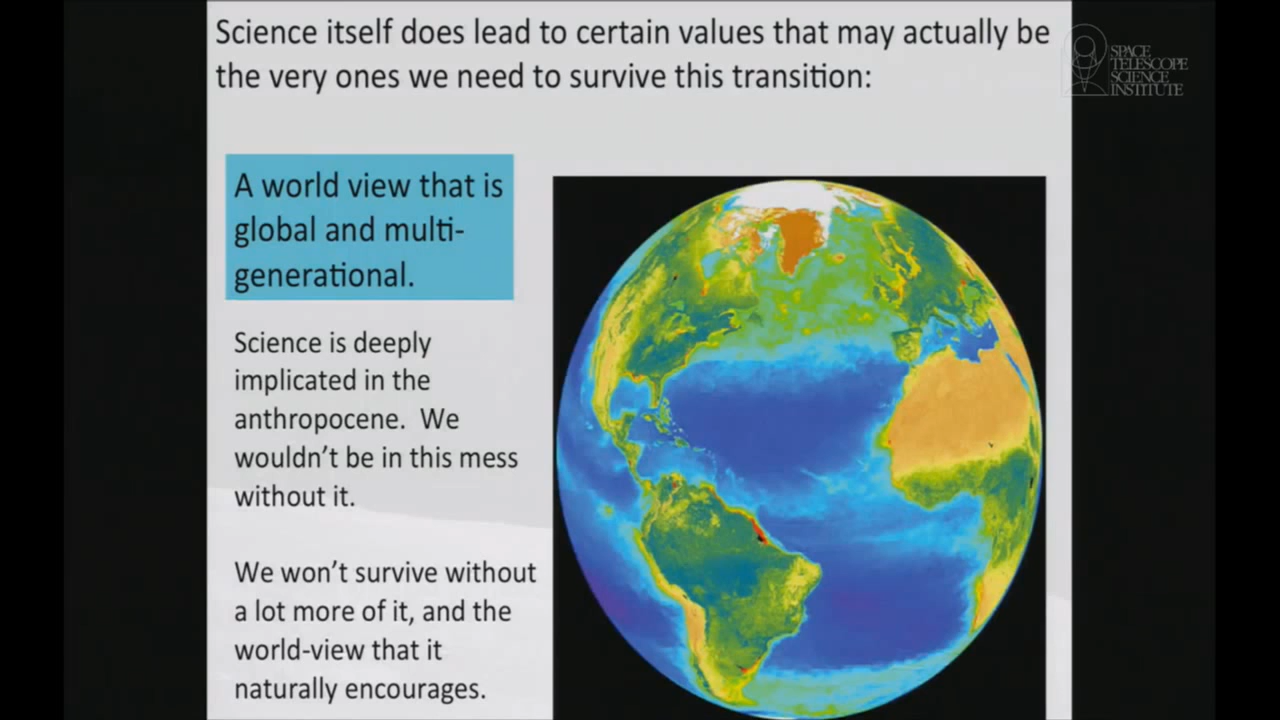 Science itself does lead to certain values that may actually be
the very ones we need to survive this transition:
SPACE
TELESCOPE
SCIENCE
INSTITUTE
A world view that is
global and multi-
generational.
Science is deeply
implicated in the
anthropocene. We
wouldn't be in this mess
without it.
We won't survive without
a lot more of it, and the
world-view that it
naturally encourages.